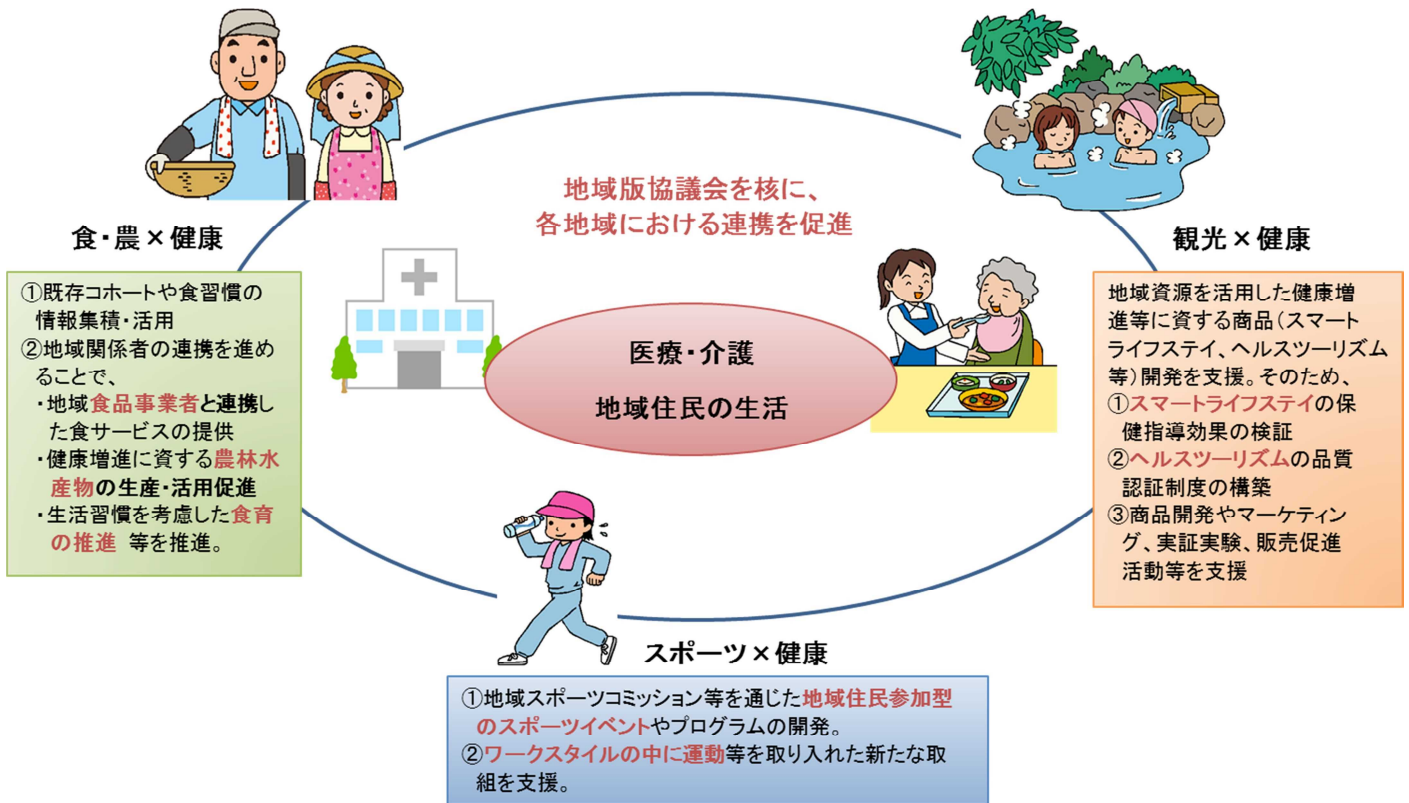 地域版協議会を核に、
各地域における連携を促進
食・農×健康
①既存コホートや食習慣の
情報集積・活用
②地域関係者の連携を進め
ることで、
・地域食品事業者と連携し
た食サービスの提供
・健康増進に資する農林水
産物の生産・活用促進
・生活習慣を考慮した食育
の推進 等を推進。
医療・介護
地域住民の生活
観光×健康
地域資源を活用した健康増
進等に資する商品(スマート
ライフステイ、ヘルスツーリズム
等)開発を支援。そのため、
①スマートライフステイの保
健指導効果の検証
②ヘルスツーリズムの品質
認証制度の構築
③商品開発やマーケティン
グ、実証実験、販売促進
活動等を支援
スポーツ×健康
①地域スポーツコミッション等を通じた地域住民参加型
のスポーツイベントやプログラムの開発。
②ワークスタイルの中に運動等を取り入れた新たな取
組を支援。